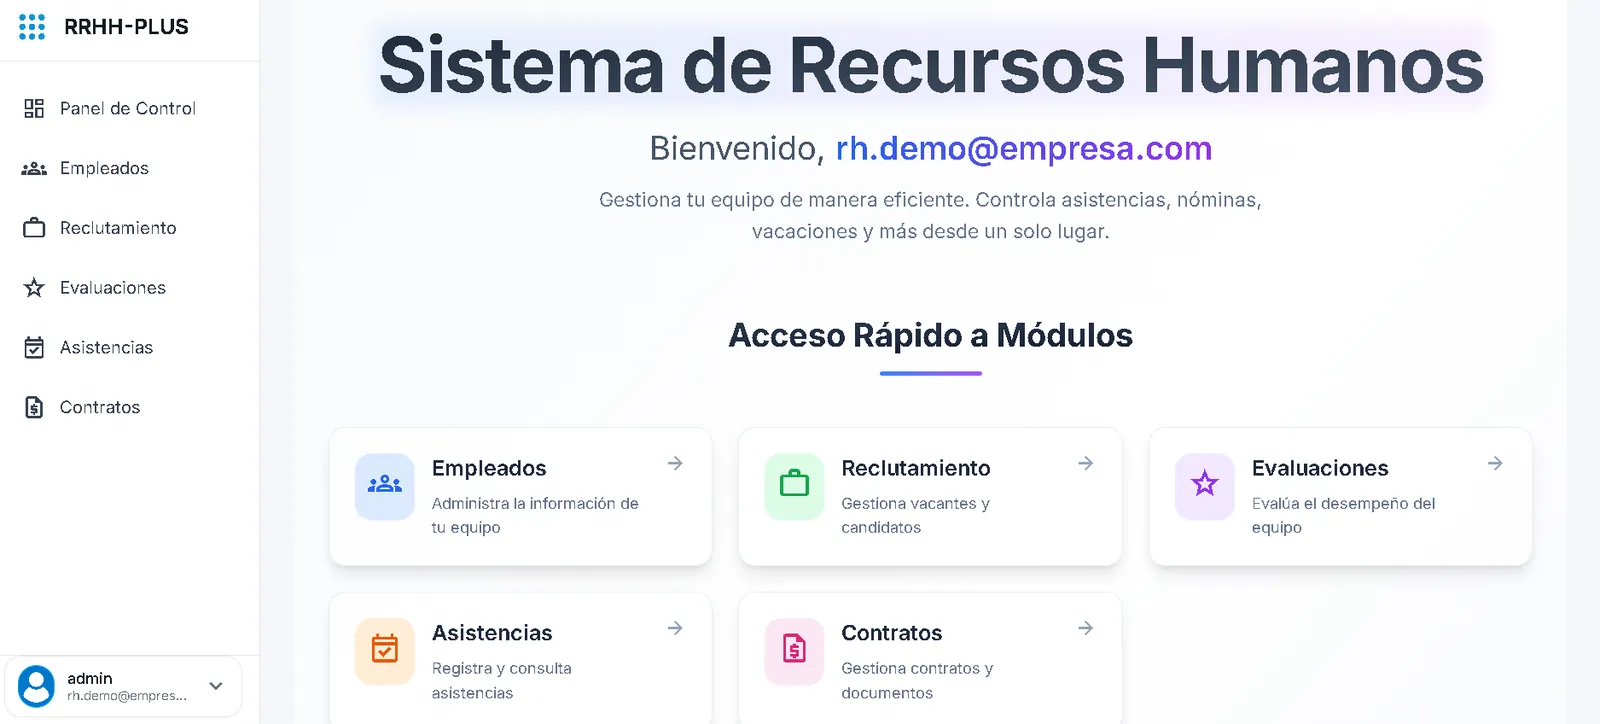 RRHH-PLUS
Panel de Control
Empleados
Reclutamiento
Evaluaciones
Asistencias
Contratos
admin
rh.demo@empres...
Sistema de Recursos Humanos
Bienvenido, rh.demo@empresa.com
Gestiona tu equipo de manera eficiente. Controla asistencias, nóminas,
vacaciones y más desde un solo lugar.
Acceso Rápido a Módulos
Empleados
Administra la información de
tu equipo
Reclutamiento
Gestiona vacantes y
candidatos
Evaluaciones
Evalúa el desempeño del
equipo
Asistencias
Registra y consulta
asistencias
Contratos
Gestiona contratos y
documentos